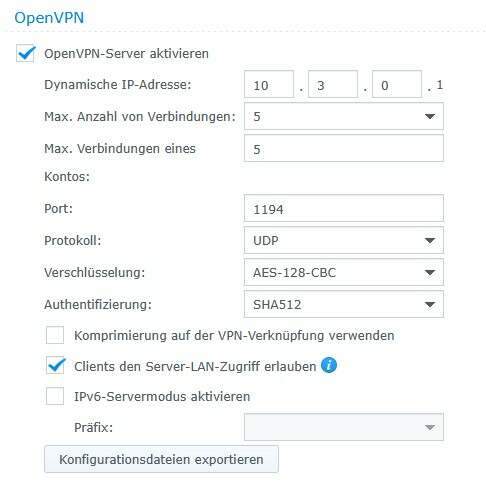 OpenVPN
OpenVPN-Server aktivieren
Dynamische IP-Adresse: 10 . 3 . 0 . 1
Max. Anzahl von Verbindungen: 5
Max. Verbindungen eines 5
Kontos:
Port: 1194
Protokoll: UDP
Verschlüsselung: AES-128-CBC
Authentifizierung: SHA512
Komprimierung auf der VPN-Verknüpfung verwenden
Clients den Server-LAN-Zugriff erlauben i
IPv6-Servermodus aktivieren
Präfix:
Konfigurationsdateien exportieren